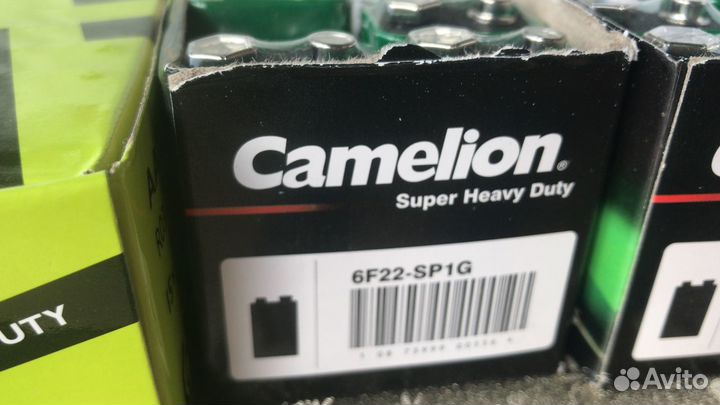 Camelion®
Super Heavy Duty
6F22-SP1G
UTY
Avito